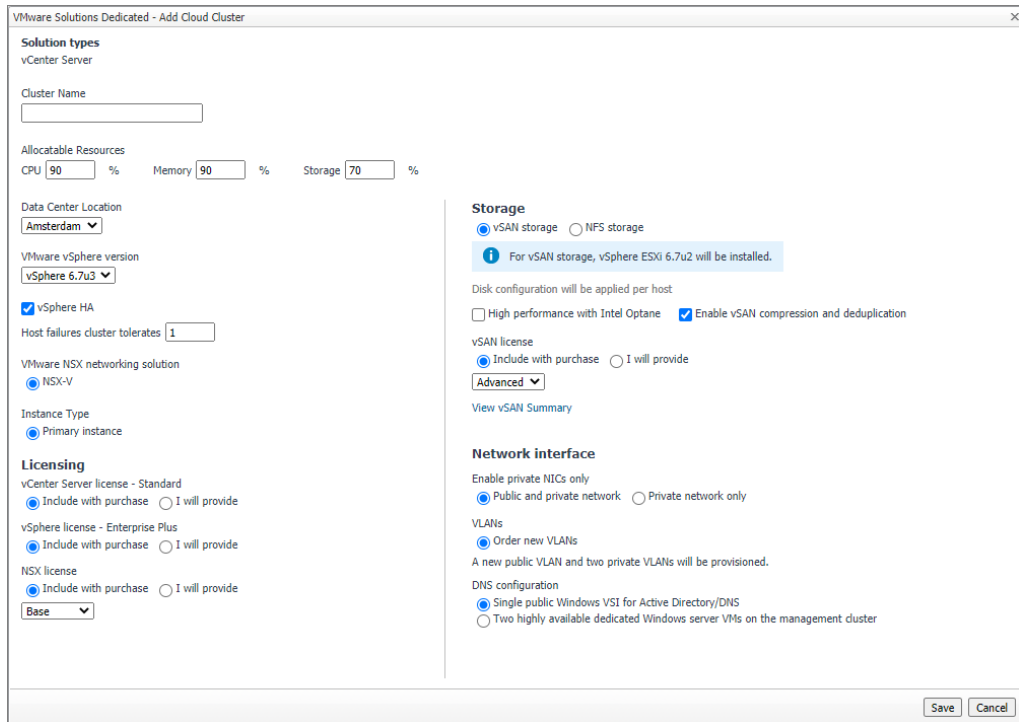 VMware Solutions Dedicated - Add Cloud Cluster
Solution types
vCenter Server
Cluster Name
Allocatable Resources
CPU 90 % Memory 90 % Storage 70 %
Data Center Location
Amsterdam
VMware vSphere version
vSphere 6.7u3
vSphere HA
Host failures cluster tolerates 1
VMware NSX networking solution
NSX-V
Instance Type
Primary instance
Licensing
vCenter Server license - Standard
Include with purchase I will provide
vSphere license - Enterprise Plus
Include with purchase I will provide
NSX license
Include with purchase I will provide
Base
Storage
vSAN storage NFS storage
For vSAN storage, vSphere ESXi 6.7u2 will be installed.
Disk configuration will be applied per host
High performance with Intel Optane Enable vSAN compression and deduplication
vSAN license
Include with purchase I will provide
Advanced
View vSAN Summary
Network interface
Enable private NICs only
Public and private network Private network only
VLANs
Order new VLANs
A new public VLAN and two private VLANs will be provisioned.
DNS configuration
Single public Windows VSI for Active Directory/DNS
Two highly available dedicated Windows server VMs on the management cluster
Save Cancel